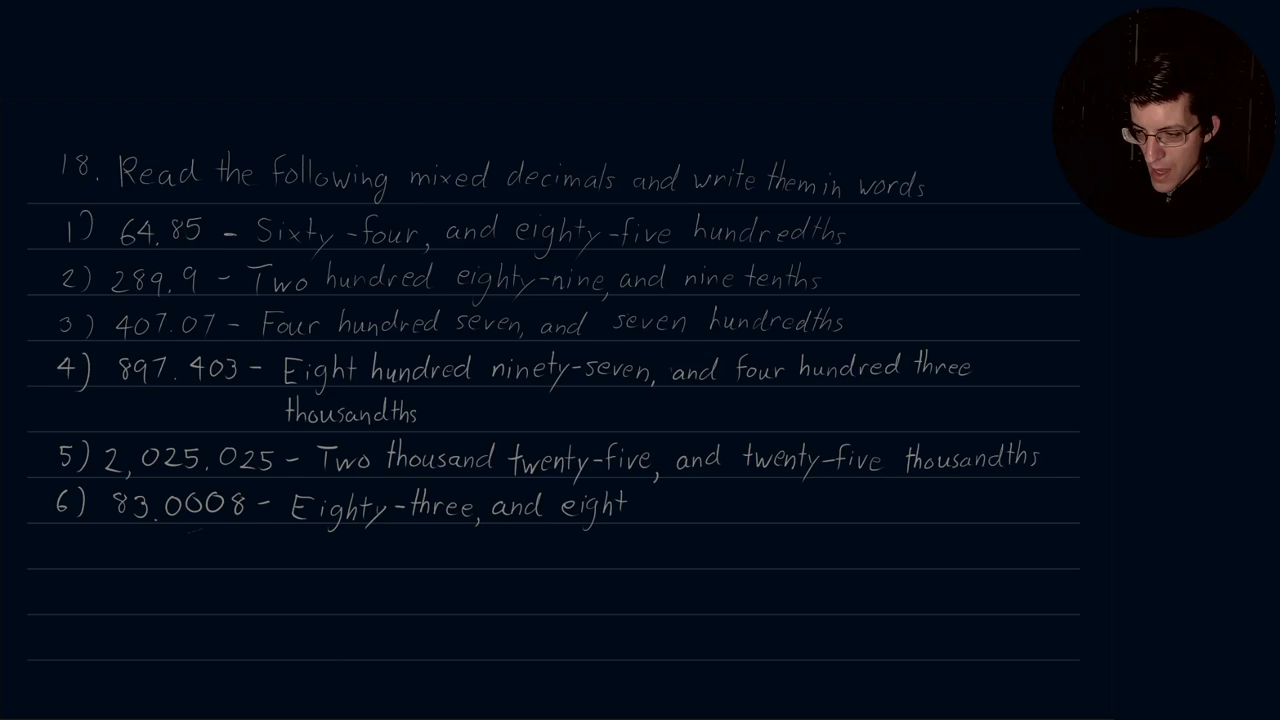 18. Read the following mixed decimals and write them in words
1) 64.85 - Sixty-four, and eighty-five hundredths
2) 289.9 - Two hundred eighty-nine, and nine tenths
3) 407.07 - Four hundred seven, and seven hundredths
4) 897.403 - Eight hundred ninety-seven, and four hundred three
thousandths
5) 2,025.025 - Two thousand twenty-five, and twenty-five thousandths
6) 83.0008 - Eighty-three, and eight